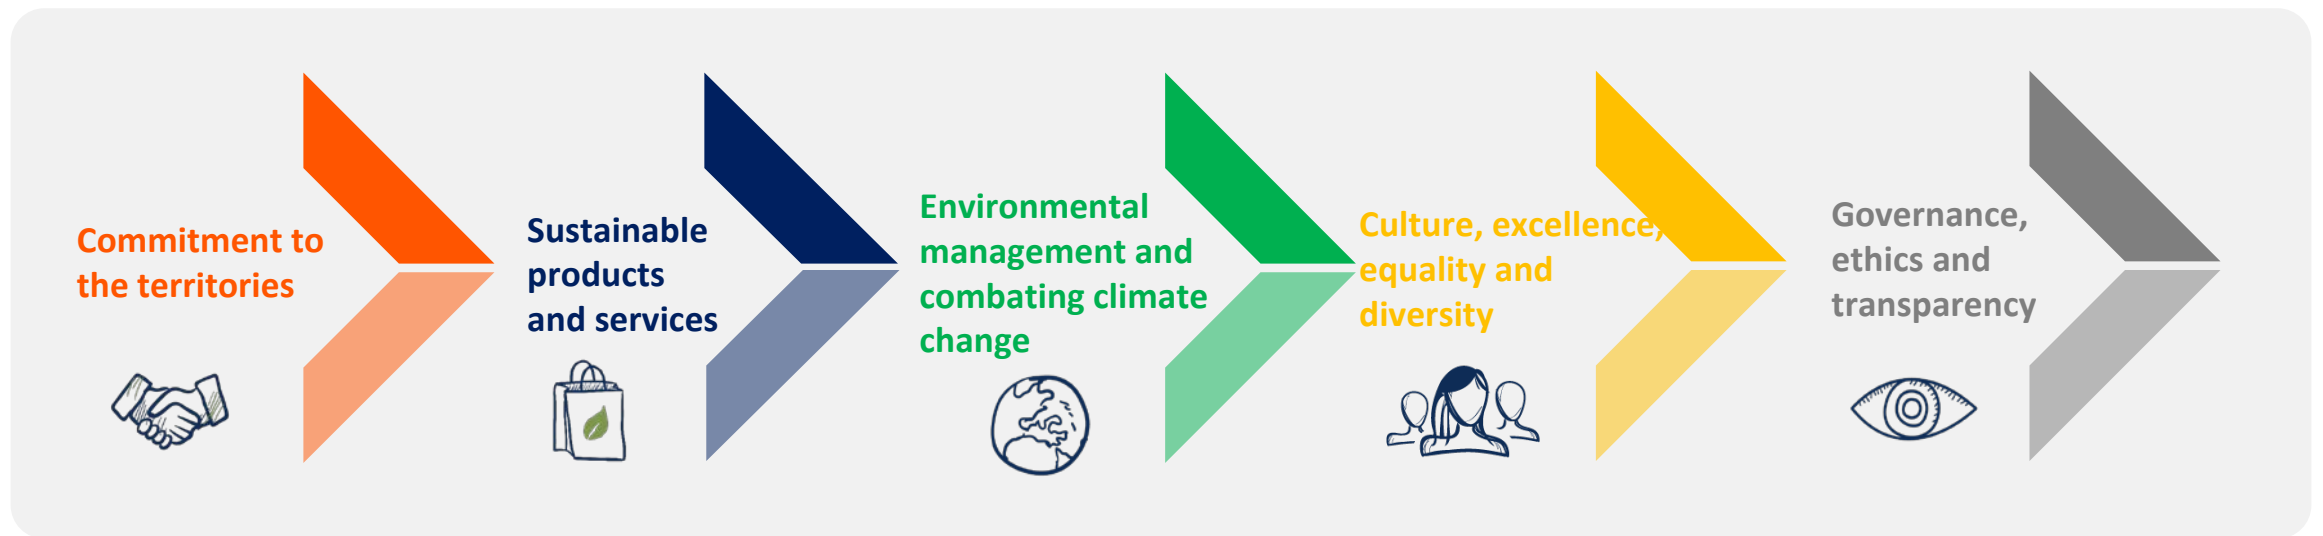 Commitment to
the territories
Sustainable
products
and services
Environmental
management and
combating climate
change
Culture, excellence,
equality and
diversity
Governance,
ethics and
transparency